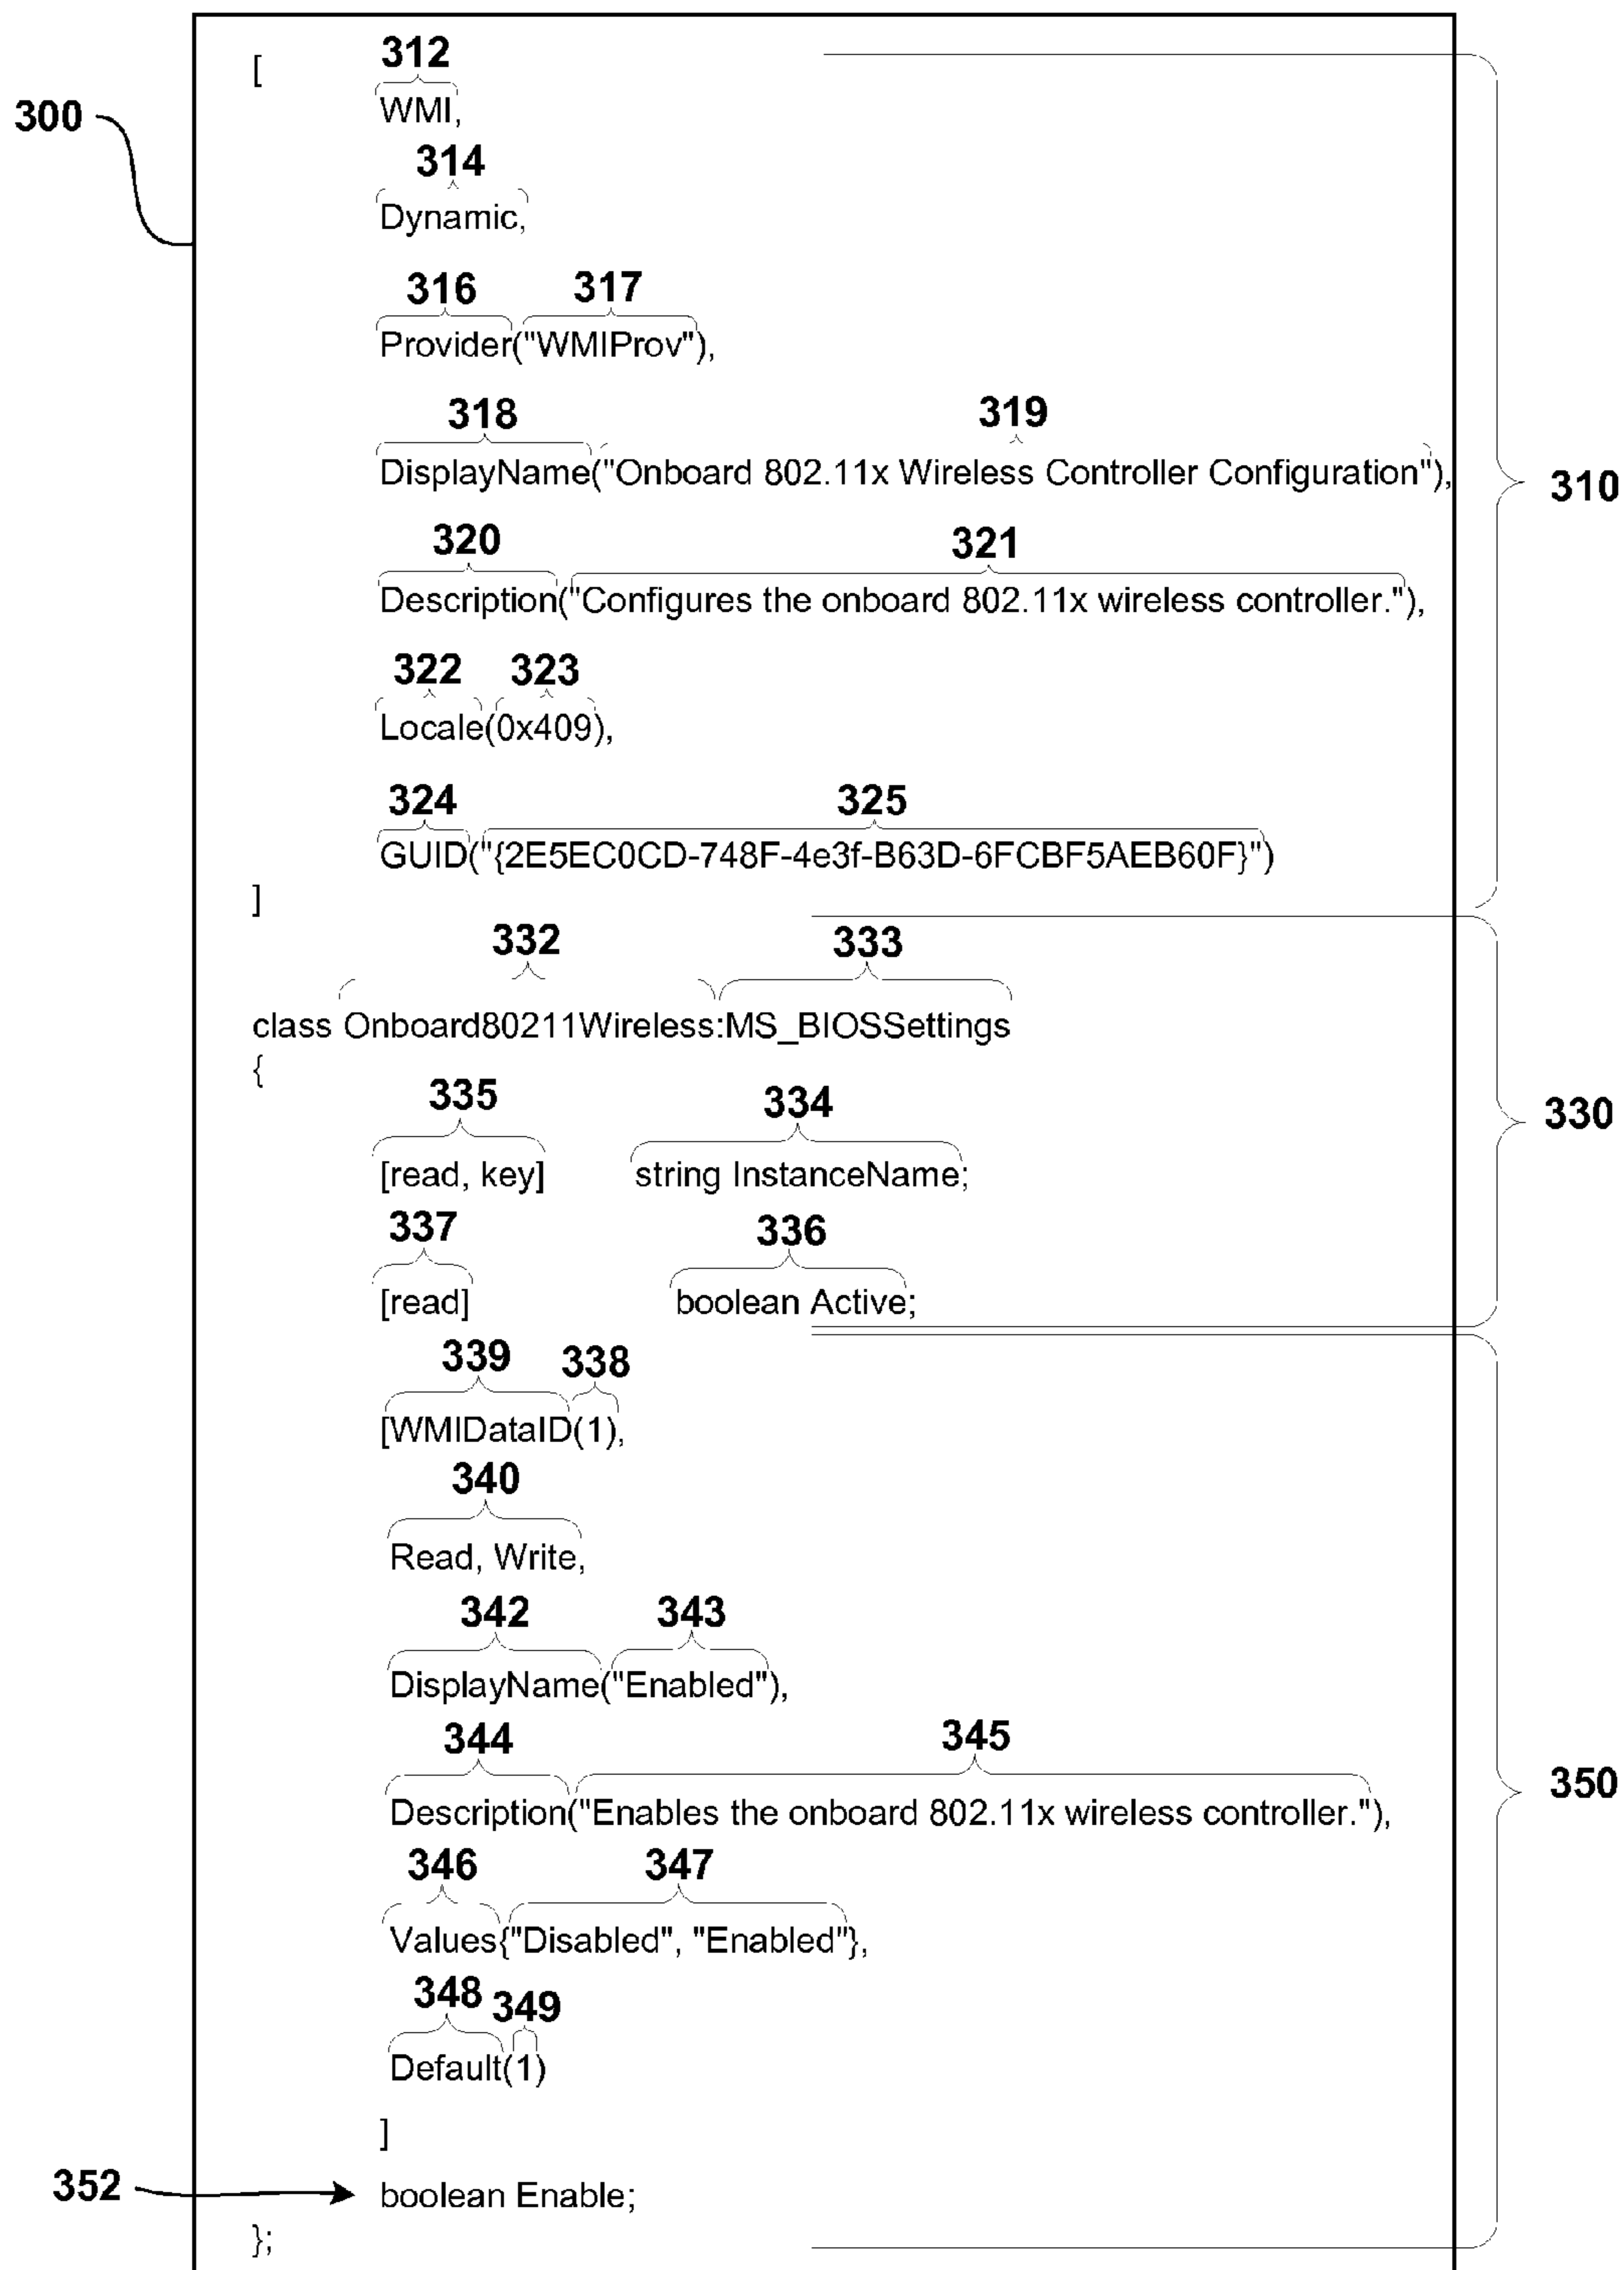 312
[
WMI,
300
314
Dynamic,
316 317
Provider("WMIProv"),
318 319
DisplayName("Onboard 802.11x Wireless Controller Configuration"),
310
320 321
Description("Configures the onboard 802.11x wireless controller."),
322 323
Locale(0x409),
324 325
GUID("{2E5EC0CD-748F-4e3f-B63D-6FCBF5AEB60F}")
]
332 333
class Onboard80211Wireless:MS_BIOSSettings
{
335 334
330
[read, key] string InstanceName;
337 336
[read] boolean Active;
339 338
[WMIDataID(1),
340
Read, Write,
342 343
DisplayName("Enabled"),
344 345
350
Description("Enables the onboard 802.11x wireless controller."),
346 347
Values{"Disabled", "Enabled"},
348 349
Default(1)
]
352
boolean Enable;
};